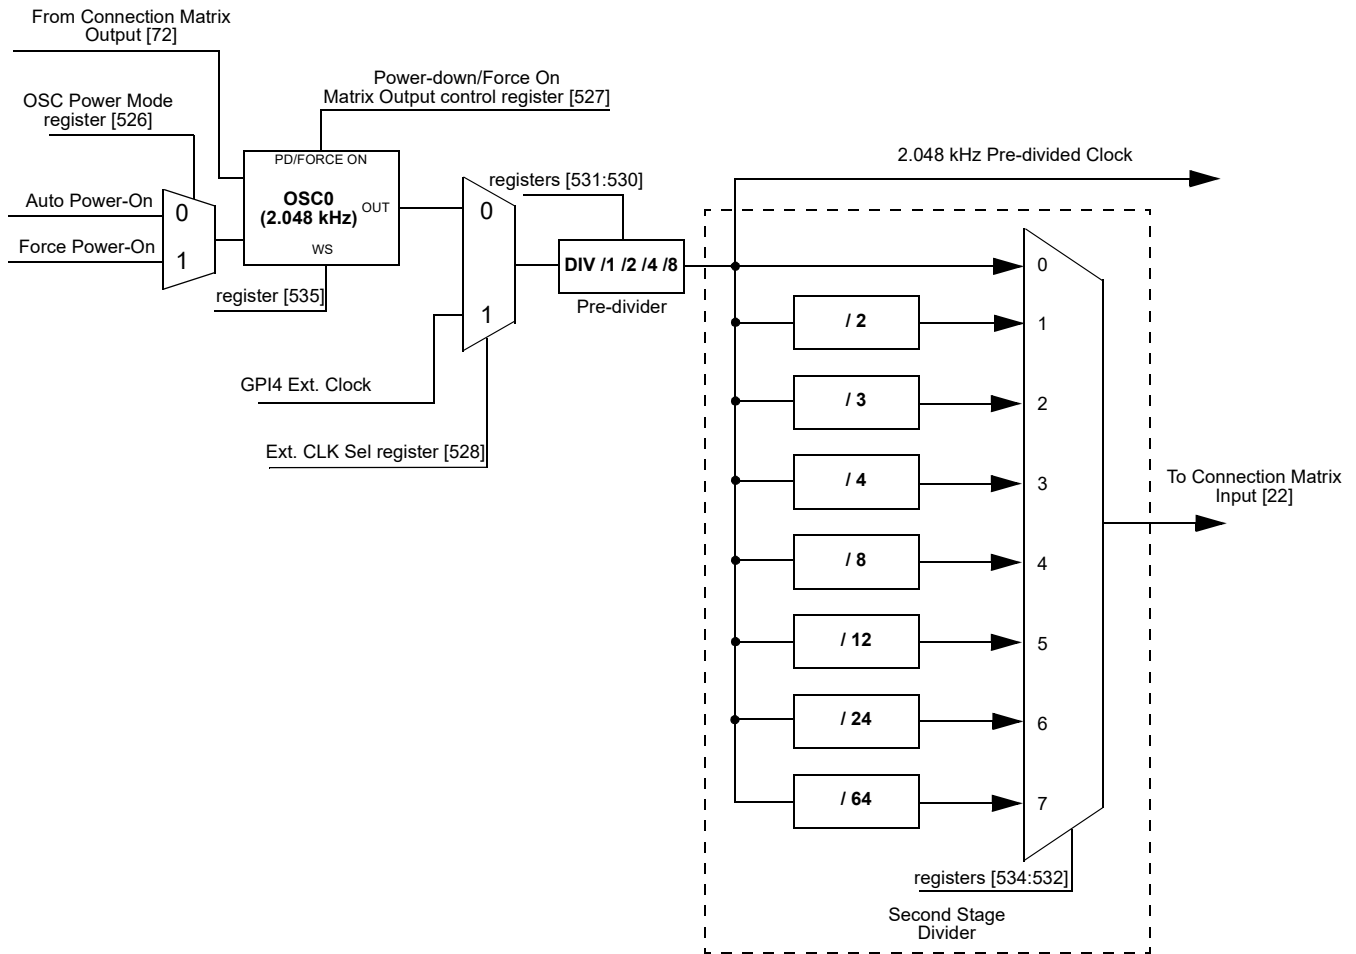 From Connection Matrix
Output [72]
Power-down/Force On
Matrix Output control register [527]
OSC Power Mode
register [526]
PD/FORCE ON
OSC0
(2.048 kHz)
OUT
WS
Auto Power-On
0
Force Power-On
1
register [535]
0
1
registers [531:530]
DIV /1 /2 /4 /8
Pre-divider
GPI4 Ext. Clock
Ext. CLK Sel register [528]
2.048 kHz Pre-divided Clock
0
/ 2
1
/ 3
2
/ 4
3
/ 8
4
/ 12
5
/ 24
6
/ 64
7
To Connection Matrix
Input [22]
registers [534:532]
Second Stage
Divider